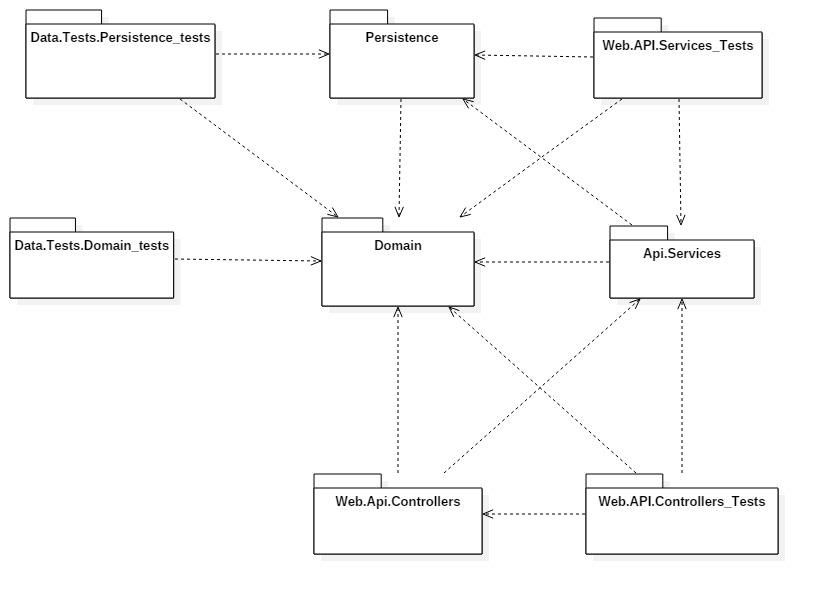 Data.Tests.Persistence_tests
Persistence
Web.API.Services_Tests
Data.Tests.Domain_tests
Domain
Api.Services
Web.Api.Controllers
Web.API.Controllers_Tests